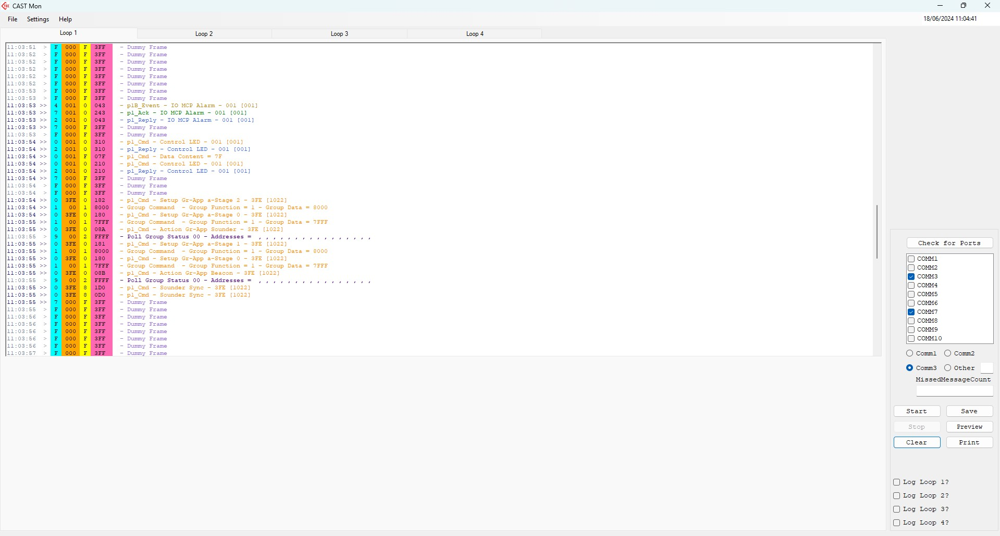 CAST Mon
File Settings Help 18/06/2024 11:04:41
Loop 1 Loop 2 Loop 3 Loop 4
11:03:51 > F 000 F 3FF - Dummy Frame
11:03:52 > F 000 F 3FF - Dummy Frame
11:03:52 > F 000 F 3FF - Dummy Frame
11:03:52 > F 000 F 3FF - Dummy Frame
11:03:52 > F 000 F 3FF - Dummy Frame
11:03:52 > F 000 F 3FF - Dummy Frame
11:03:53 > F 000 F 3FF - Dummy Frame
11:03:53 > F 000 F 3FF - Dummy Frame
11:03:53 >> 4 001 0 043 - plB_Event - IO MCP Alarm - 001 [001]
11:03:53 >> 7 001 0 243 - pl_Ack - IO MCP Alarm - 001 [001]
11:03:53 >> 2 001 0 043 - pl_Reply - IO MCP Alarm - 001 [001]
11:03:53 >> 7 000 F 3FF - Dummy Frame
11:03:53 > F 000 F 3FF - Dummy Frame
11:03:54 >> 0 001 0 310 - pl_Cmd - Control LED - 001 [001]
11:03:54 >> 2 001 0 310 - pl_Reply - Control LED - 001 [001]
11:03:54 >> 0 001 F 07F - pl_Cmd - Data Content = 7F
11:03:54 >> 0 001 0 210 - pl_Cmd - Control LED - 001 [001]
11:03:54 >> 2 001 0 210 - pl_Reply - Control LED - 001 [001]
11:03:54 >> 7 000 F 3FF - Dummy Frame
11:03:54 > F 000 F 3FF - Dummy Frame
11:03:54 > F 000 F 3FF - Dummy Frame
11:03:54 >> 0 3FE 0 182 - pl_Cmd - Setup Gr-App a-Stage 2 - 3FE [1022]
11:03:54 >> 1 00 1 8000 - Group Command - Group Function = 1 - Group Data = 8000
11:03:54 >> 0 3FE 0 180 - pl_Cmd - Setup Gr-App a-Stage 0 - 3FE [1022]
11:03:55 >> 1 00 1 7FFF - Group Command - Group Function = 1 - Group Data = 7FFF
11:03:55 >> 0 3FE 0 08A - pl_Cmd - Action Gr-App Sounder - 3FE [1022]
11:03:55 > 9 00 2 FFFF - Poll Group Status 00 - Addresses = , , , , , , , , , , , , , , , ,
11:03:55 >> 0 3FE 0 181 - pl_Cmd - Setup Gr-App a-Stage 1 - 3FE [1022]
11:03:55 >> 1 00 1 8000 - Group Command - Group Function = 1 - Group Data = 8000
11:03:55 >> 0 3FE 0 180 - pl_Cmd - Setup Gr-App a-Stage 0 - 3FE [1022]
11:03:55 >> 1 00 1 7FFF - Group Command - Group Function = 1 - Group Data = 7FFF
11:03:55 >> 0 3FE 0 08B - pl_Cmd - Action Gr-App Beacon - 3FE [1022]
11:03:55 > 9 00 2 FFFF - Poll Group Status 00 - Addresses = , , , , , , , , , , , , , , , ,
11:03:55 >> 0 3FE 8 1D0 - pl_Cmd - Sounder Sync - 3FE [1022]
11:03:55 >> 0 3FE 8 0D0 - pl_Cmd - Sounder Sync - 3FE [1022]
11:03:55 >> 7 000 F 3FF - Dummy Frame
11:03:55 > F 000 F 3FF - Dummy Frame
11:03:56 > F 000 F 3FF - Dummy Frame
11:03:56 > F 000 F 3FF - Dummy Frame
11:03:56 > F 000 F 3FF - Dummy Frame
11:03:56 > F 000 F 3FF - Dummy Frame
11:03:56 > F 000 F 3FF - Dummy Frame
11:03:57 > F 000 F 3FF - Dummy Frame
Check for Ports
COMM1
COMM2
COMM3
COMM4
COMM5
COMM6
COMM7
COMM8
COMM9
COMM10
Comm1 Comm2
Comm3 Other
MissedMessageCount
Start Save
Stop Preview
Clear Print
Log Loop 1?
Log Loop 2?
Log Loop 3?
Log Loop 4?